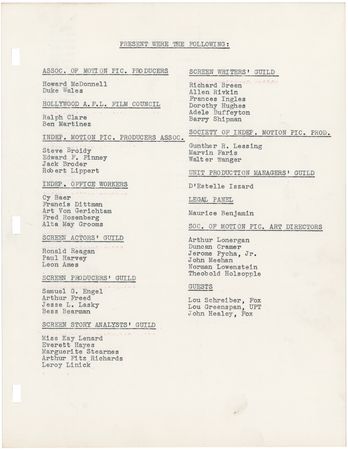 PRESENT WERE THE FOLLOWING:
ASSOC. OF MOTION PIC. PRODUCERS
Howard McDonnell
Duke Wales
HOLLYWOOD A.F.L. FILM COUNCIL
Ralph Clare
Ben Martinez
INDEP. MOTION PIC. PRODUCERS ASSOC.
Steve Broidy
Edward F. Finney
Jack Broder
Robert Lippert
INDEP. OFFICE WORKERS
Cy Baer
Francis Dittman
Art Von Gerichtam
Fred Rosenberg
Alta May Grooms
SCREEN ACTORS' GUILD
Ronald Reagan
Paul Harvey
Leon Ames
SCREEN PRODUCERS' GUILD
Samuel G. Engel
Arthur Freed
Jesse L. Lasky
Bess Bearman
SCREEN STORY ANALYSTS' GUILD
Miss Kay Lenard
Everett Hayes
Marguerite Stearnes
Arthur Fitz Richards
Leroy Linick
SCREEN WRITERS' GUILD
Richard Breen
Allen Rivkin
Frances Ingles
Dorothy Hughes
Adele Buffeyton
Barry Shipman
SOCIETY OF INDEP. MOTION PIC. PROD.
Gunther R. Lessing
Marvin Faris
Walter Wanger
UNIT PRODUCTION MANAGERS' GUILD
D'Estelle Iszard
LEGAL PANEL
Maurice Benjamin
SOC. OF MOTION PIC. ART DIRECTORS
Arthur Lonergan
Duncan Cramer
Jerome Pycha, Jr.
John Meehan
Norman Lowenstein
Theobold Holsopple
GUESTS
Lou Schreiber, Fox
Lou Greenspan, UPT
John Healey, Fox